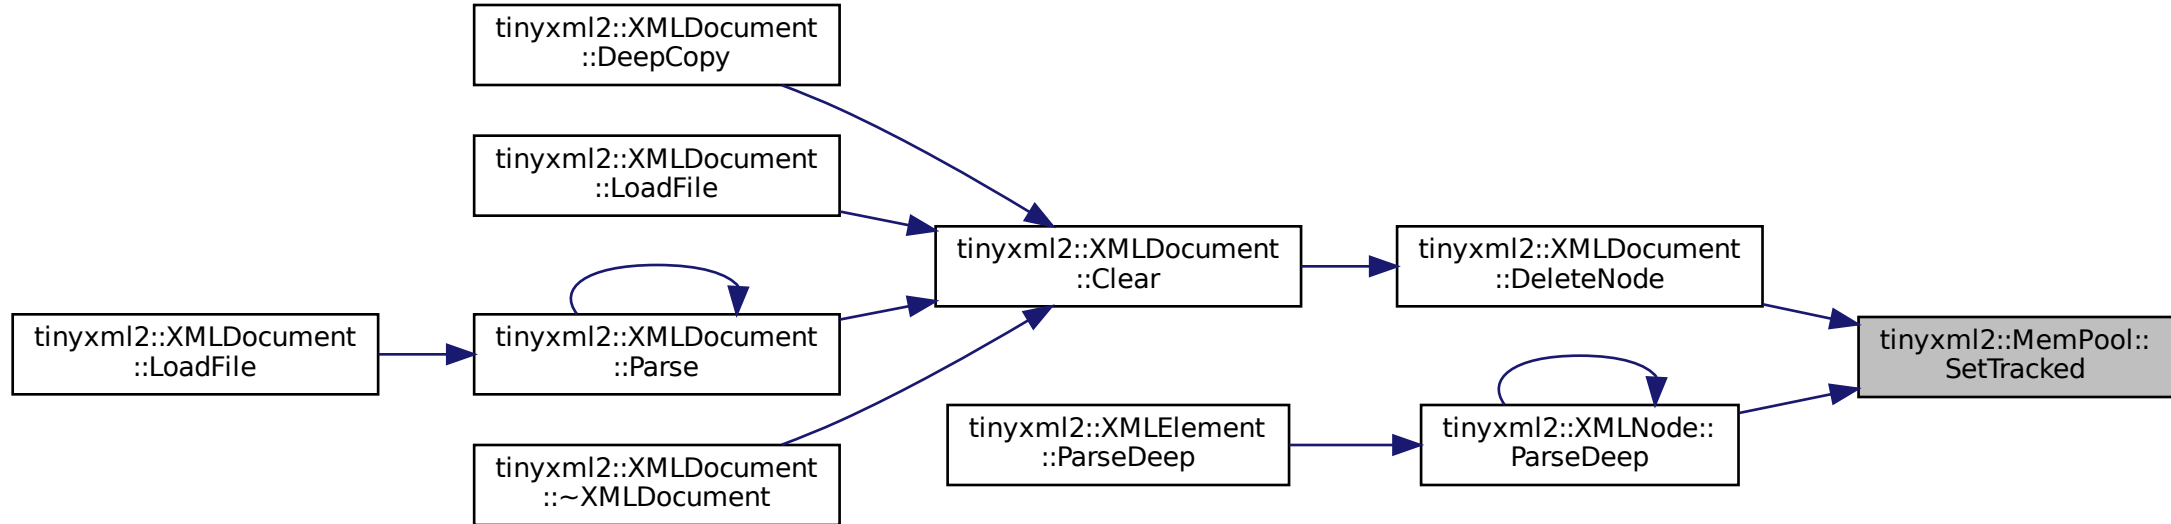 tinyxml2::XMLDocument
::DeepCopy
tinyxml2::XMLDocument
::LoadFile
tinyxml2::XMLDocument
::Clear
tinyxml2::XMLDocument
::DeleteNode
tinyxml2::XMLDocument
::LoadFile
tinyxml2::XMLDocument
::Parse
tinyxml2::MemPool::
SetTracked
tinyxml2::XMLElement
::ParseDeep
tinyxml2::XMLNode::
ParseDeep
tinyxml2::XMLDocument
::~XMLDocument